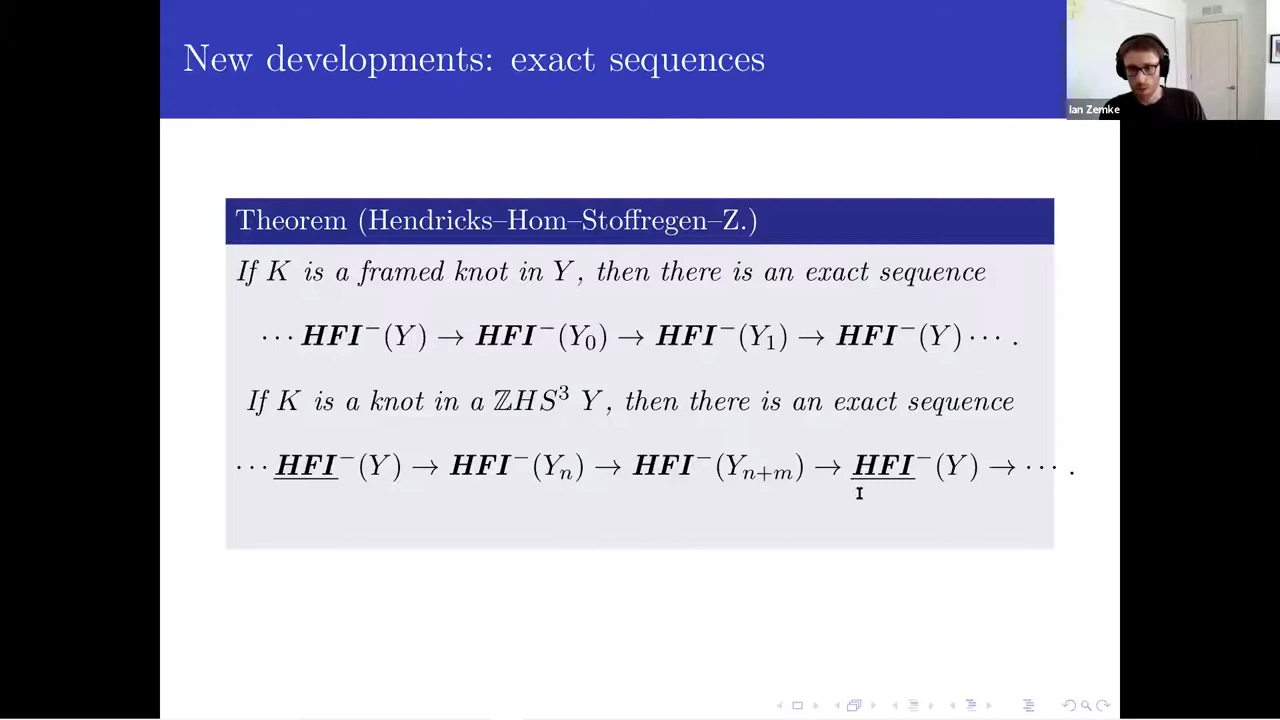 New developments: exact sequences
Ian Zemke
Theorem (Hendricks–Hom–Stoffregen–Z.)
If K is a framed knot in Y, then there is an exact sequence
⋯ HFI⁻(Y) → HFI⁻(Y₀) → HFI⁻(Y₁) → HFI⁻(Y) ⋯ .
If K is a knot in a ℤHS³ Y, then there is an exact sequence
⋯ HFI⁻(Y) → HFI⁻(Yₙ) → HFI⁻(Yₙ₊ₘ) → HFI⁻(Y) → ⋯ .